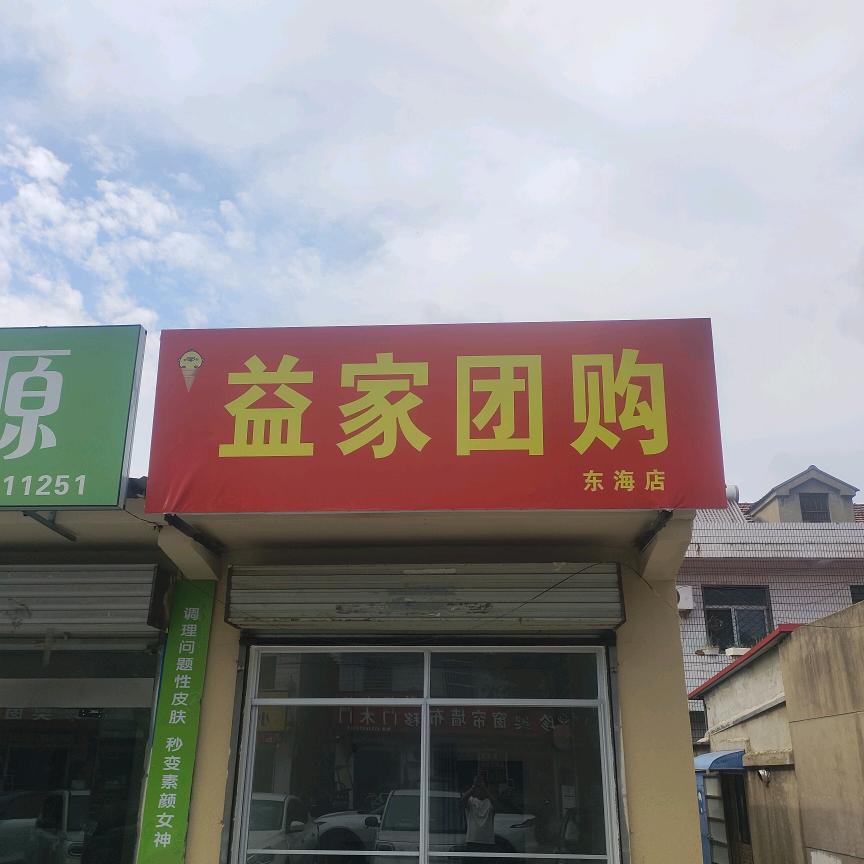 源
11251
益家团购
东海店
调理问题性皮肤 秒变素颜女神